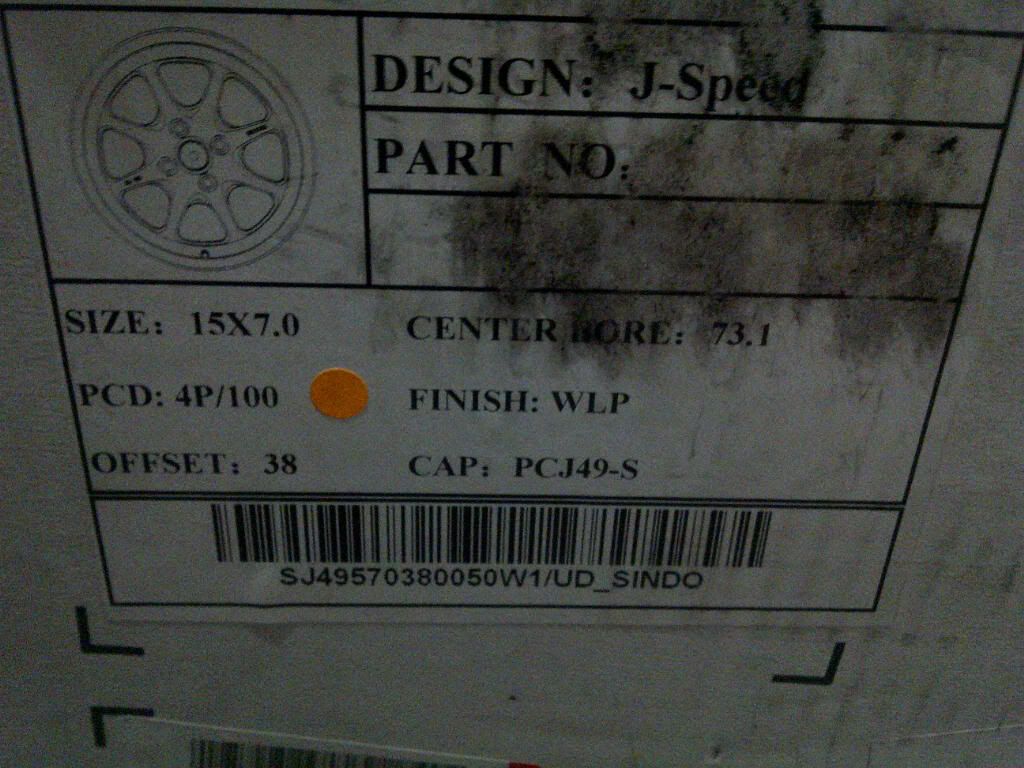 DESIGN: J-Speed
PART NO:
SIZE: 15X7.0 CENTER BORE: 73.1
PCD: 4P/100 FINISH: WLP
OFFSET: 38 CAP: PCJ49-S
SJ49570380050W1/UD_SINDO